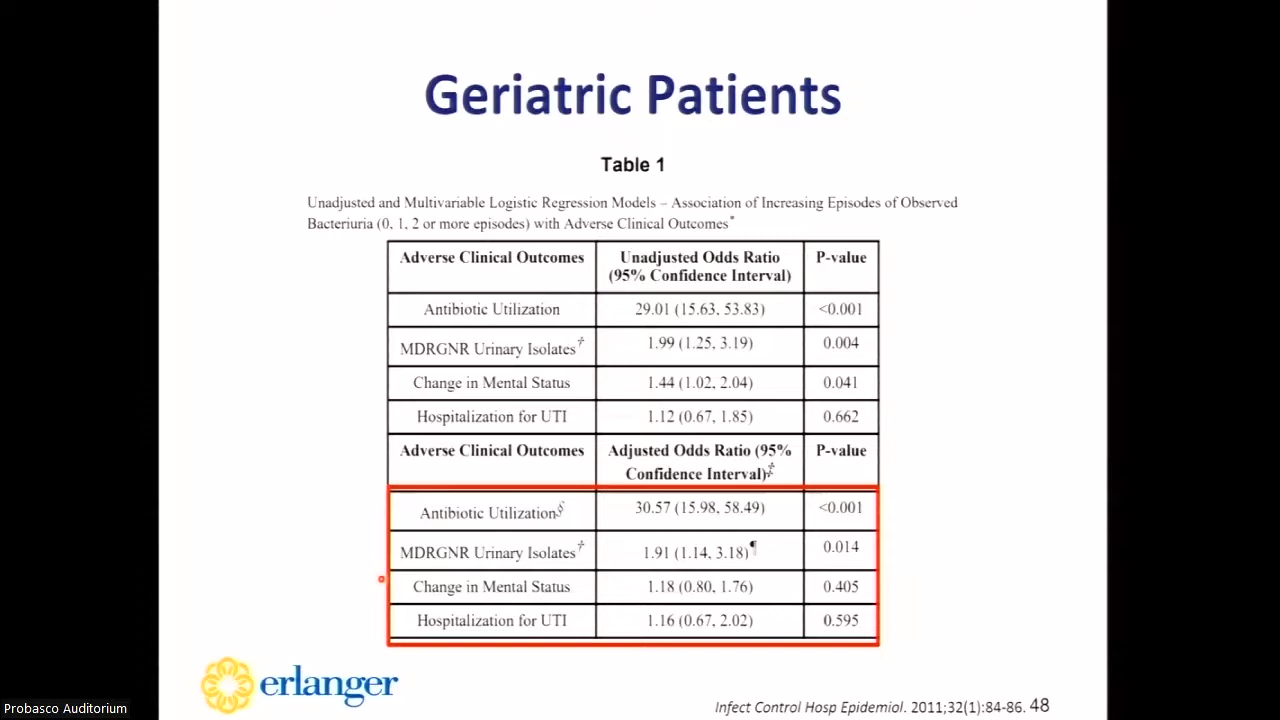 Geriatric Patients
Table 1
Unadjusted and Multivariable Logistic Regression Models – Association of Increasing Episodes of Observed
Bacteriuria (0, 1, 2 or more episodes) with Adverse Clinical Outcomes*
Adverse Clinical Outcomes Unadjusted Odds Ratio (95% Confidence Interval) P-value
Antibiotic Utilization 29.01 (15.63, 53.83) <0.001
MDRGNR Urinary Isolates† 1.99 (1.25, 3.19) 0.004
Change in Mental Status 1.44 (1.02, 2.04) 0.041
Hospitalization for UTI 1.12 (0.67, 1.85) 0.662
Adverse Clinical Outcomes Adjusted Odds Ratio (95% Confidence Interval)‡ P-value
Antibiotic Utilization§ 30.57 (15.98, 58.49) <0.001
MDRGNR Urinary Isolates† 1.91 (1.14, 3.18)¶ 0.014
Change in Mental Status 1.18 (0.80, 1.76) 0.405
Hospitalization for UTI 1.16 (0.67, 2.02) 0.595
erlanger
Infect Control Hosp Epidemiol. 2011;32(1):84-86. 48
Probasco Auditorium